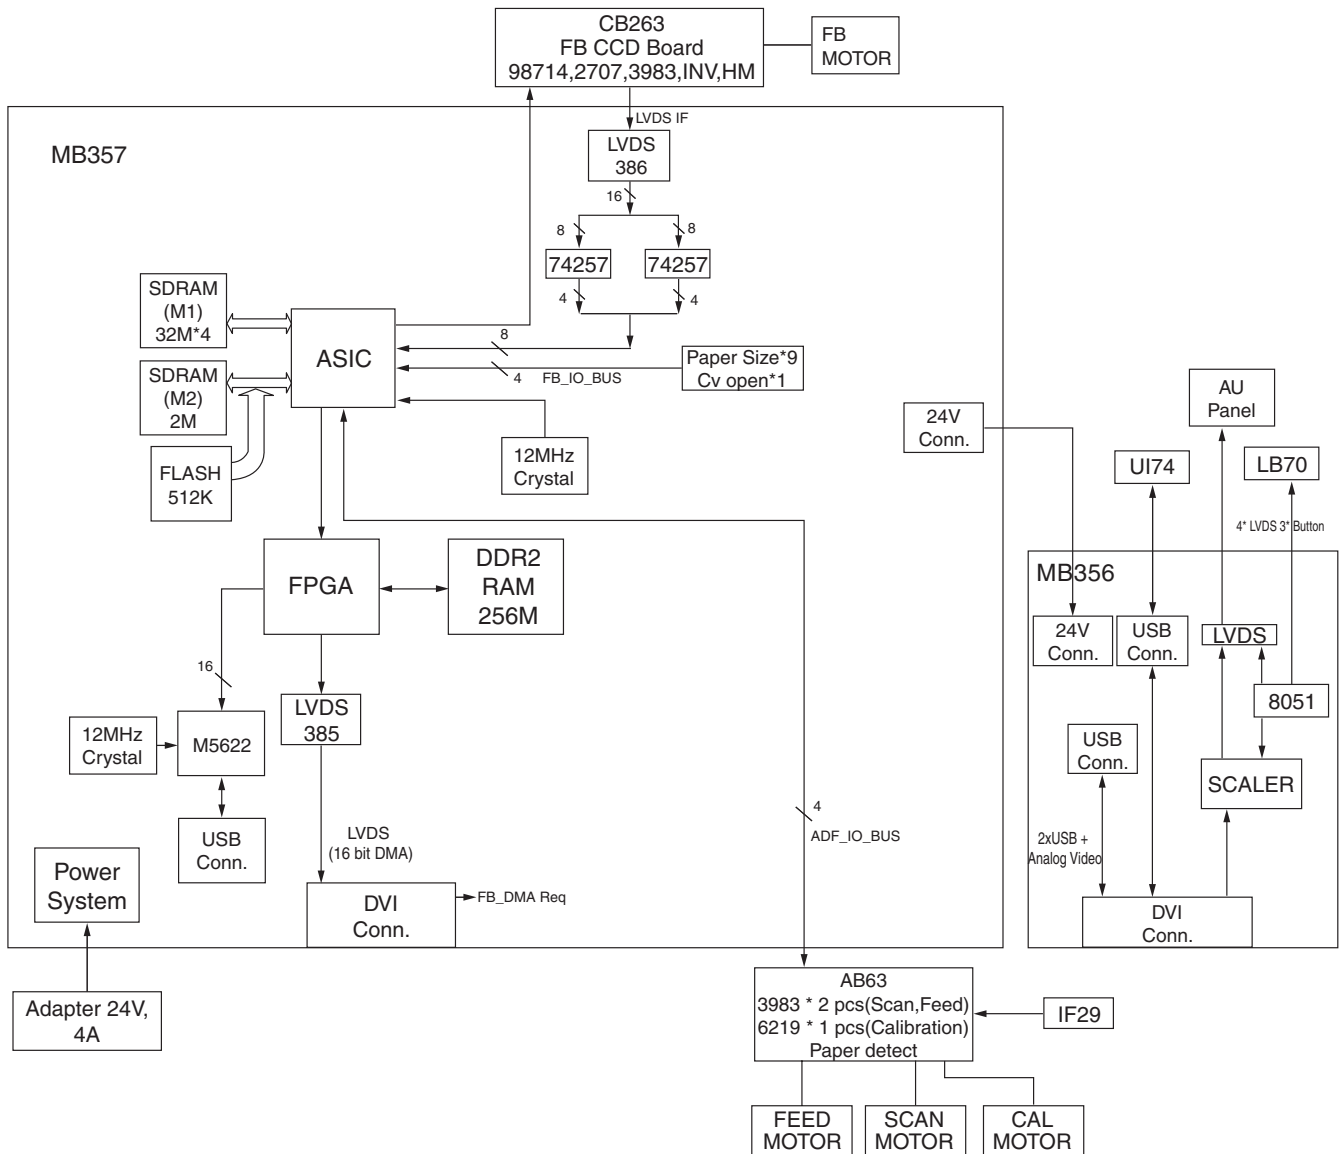 CB263
FB CCD Board
98714,2707,3983,INV,HM
FB
MOTOR
MB357
LVDS IF
LVDS
386
16
8
8
74257
74257
4
4
SDRAM
(M1)
32M*4
ASIC
8
4
FB_IO_BUS
Paper Size*9
Cv open*1
SDRAM
(M2)
2M
FLASH
512K
12MHz
Crystal
24V
Conn.
AU
Panel
UI74
LB70
4* LVDS 3* Button
FPGA
DDR2
RAM
256M
MB356
24V
Conn.
USB
Conn.
LVDS
8051
16
LVDS
385
12MHz
Crystal
M5622
USB
Conn.
SCALER
USB
Conn.
LVDS
(16 bit DMA)
4
ADF_IO_BUS
2xUSB +
Analog Video
Power
System
DVI
Conn.
FB_DMA Req
DVI
Conn.
Adapter 24V,
4A
AB63
3983 * 2 pcs(Scan,Feed)
6219 * 1 pcs(Calibration)
Paper detect
IF29
FEED
MOTOR
SCAN
MOTOR
CAL
MOTOR